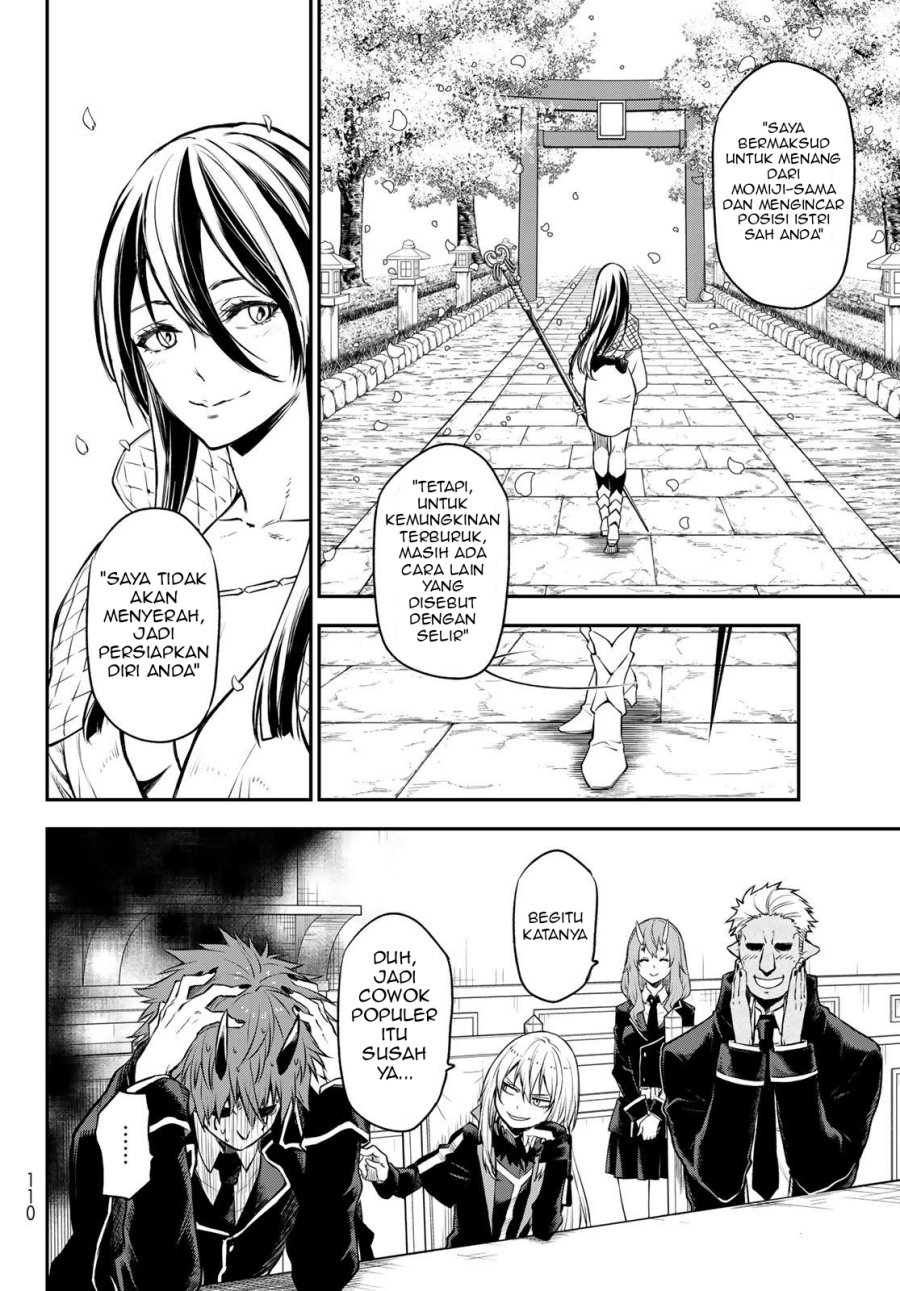 "SAYA
BERMAKSUD
UNTUK MENANG
DARI
MOMIJI-SAMA
DAN MENGINCAR
POSISI ISTRI
SAH ANDA"
"TETAPI,
UNTUK
KEMUNGKINAN
TERBURUK,
MASIH ADA
CARA LAIN
YANG
DISEBUT
DENGAN
SELIR"
"SAYA TIDAK
AKAN
MENYERAH,
JADI
PERSIAPKAN
DIRI ANDA"
BEGITU
KATANYA
DUH,
JADI
COWOK
POPULER
ITU
SUSAH
YA...
......
110